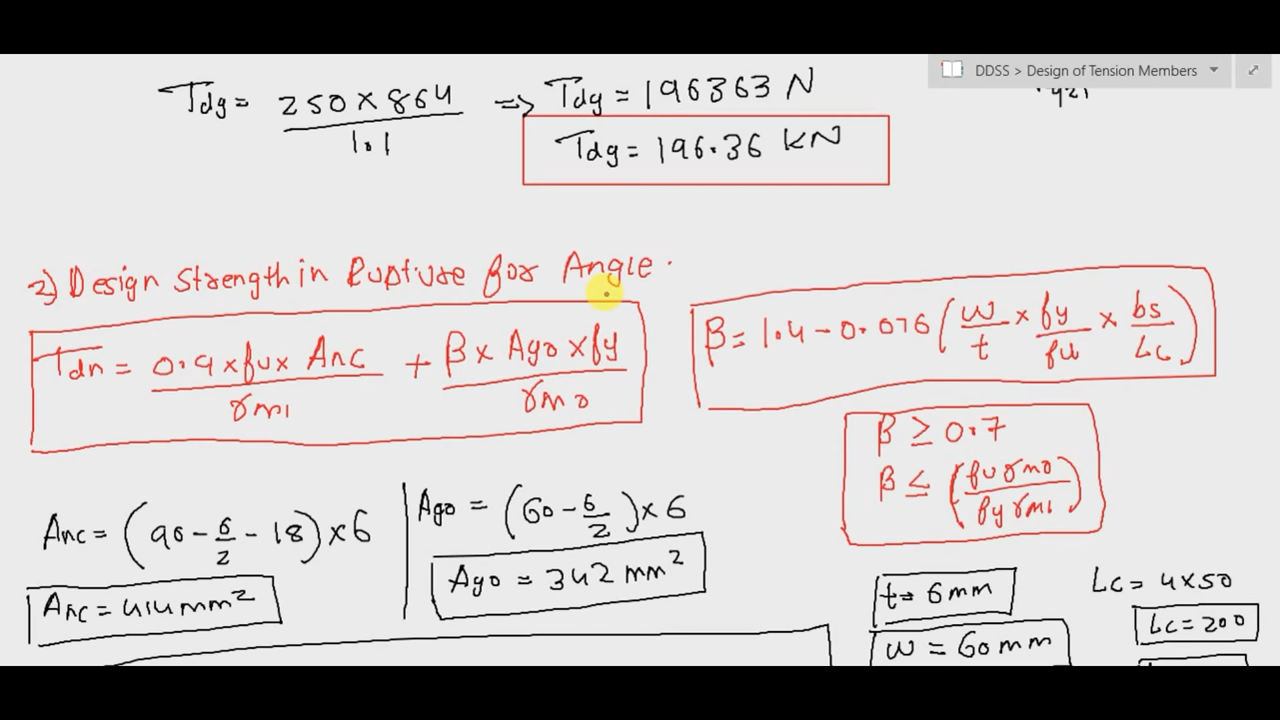 DDSS > Design of Tension Members
Tdg = 250 × 864 / 1.1 => Tdg = 196363 N
Tdg = 196.36 KN
2) Design Strength in Rupture for Angle.
Tdn = 0.9 × fu × Anc / γm1 + β × Ago × fy / γm0
β = 1.4 - 0.076 ( w/t × fy/fu × bs/Lc )
β ≥ 0.7
β ≤ ( fu γm0 / fy γm1 )
Anc = ( 90 - 6/2 - 18 ) × 6
Anc = 414 mm²
Ago = ( 60 - 6/2 ) × 6
Ago = 342 mm²
t = 6 mm
w = 60 mm
Lc = 4 × 50
Lc = 200